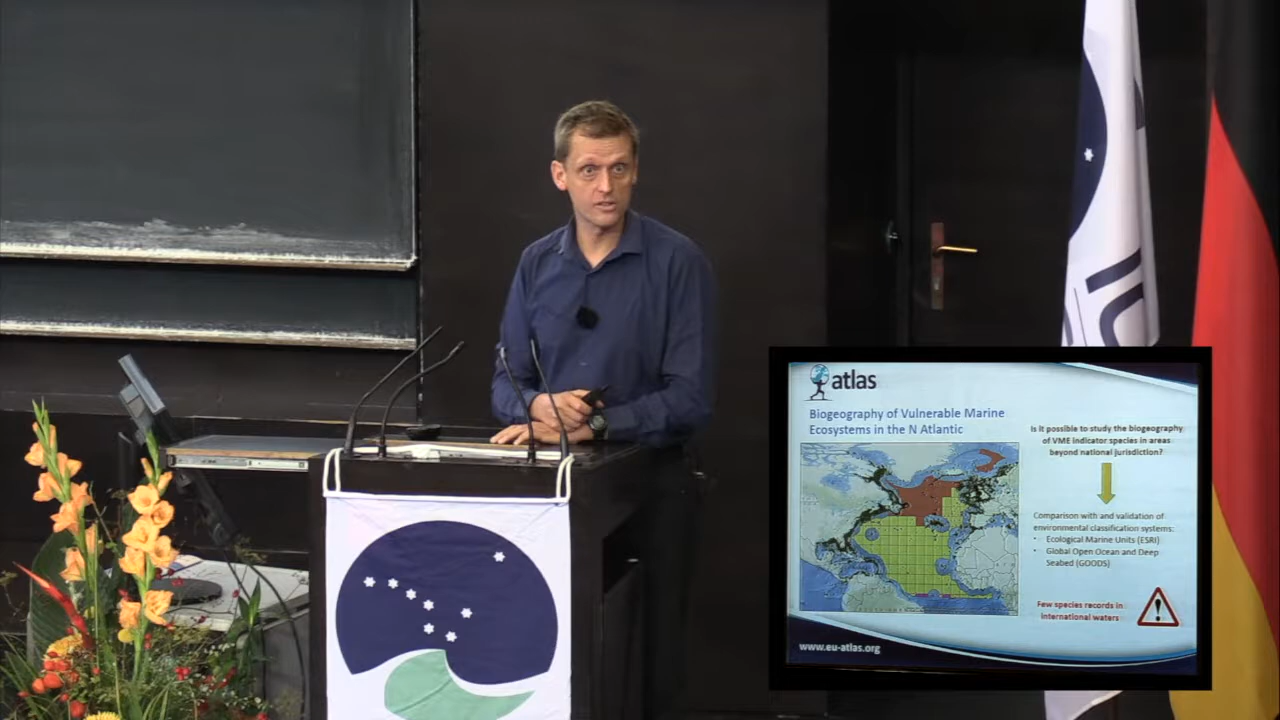 atlas
Biogeography of Vulnerable Marine
Ecosystems in the N Atlantic
Is it possible to study the biogeography
of VME indicator species in areas
beyond national jurisdiction?
Comparison with and validation of
environmental classification systems:
• Ecological Marine Units (ESRI)
• Global Open Ocean and Deep
Seabed (GOODS)
Few species records in
International waters
www.eu-atlas.org